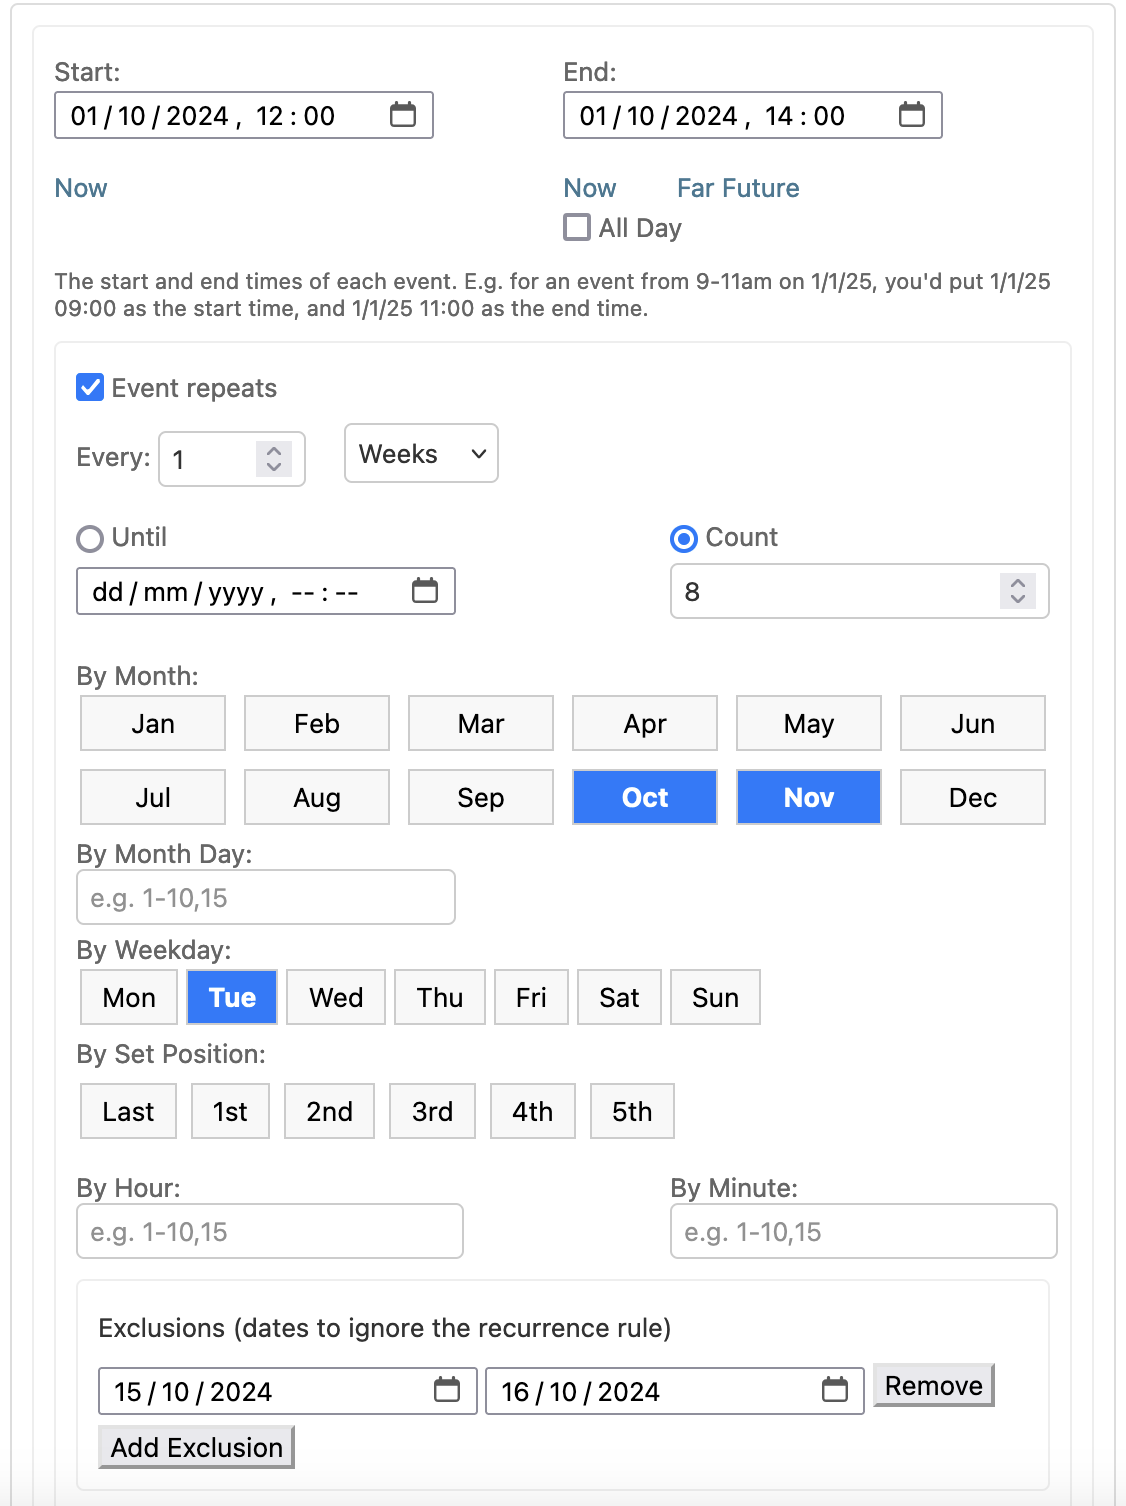 Start: End:
01/10/2024, 12:00 01/10/2024, 14:00
Now Now Far Future
All Day
The start and end times of each event. E.g. for an event from 9-11am on 1/1/25, you'd put 1/1/25
09:00 as the start time, and 1/1/25 11:00 as the end time.
Event repeats
Every: 1 Weeks
Until Count
dd/mm/yyyy, --:-- 8
By Month:
Jan Feb Mar Apr May Jun
Jul Aug Sep Oct Nov Dec
By Month Day:
e.g. 1-10,15
By Weekday:
Mon Tue Wed Thu Fri Sat Sun
By Set Position:
Last 1st 2nd 3rd 4th 5th
By Hour: By Minute:
e.g. 1-10,15 e.g. 1-10,15
Exclusions (dates to ignore the recurrence rule)
15/10/2024 16/10/2024 Remove
Add Exclusion